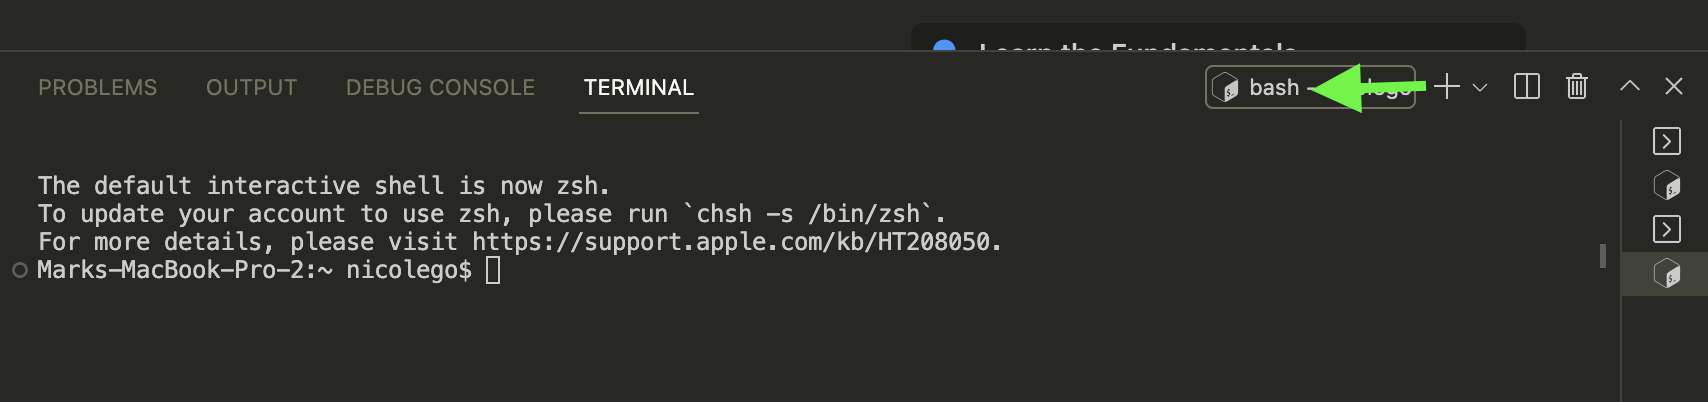 Learn the Fundamentals
PROBLEMS OUTPUT DEBUG CONSOLE TERMINAL bash
The default interactive shell is now zsh.
To update your account to use zsh, please run `chsh -s /bin/zsh`.
For more details, please visit https://support.apple.com/kb/HT208050.
Marks-MacBook-Pro-2:~ nicolego$